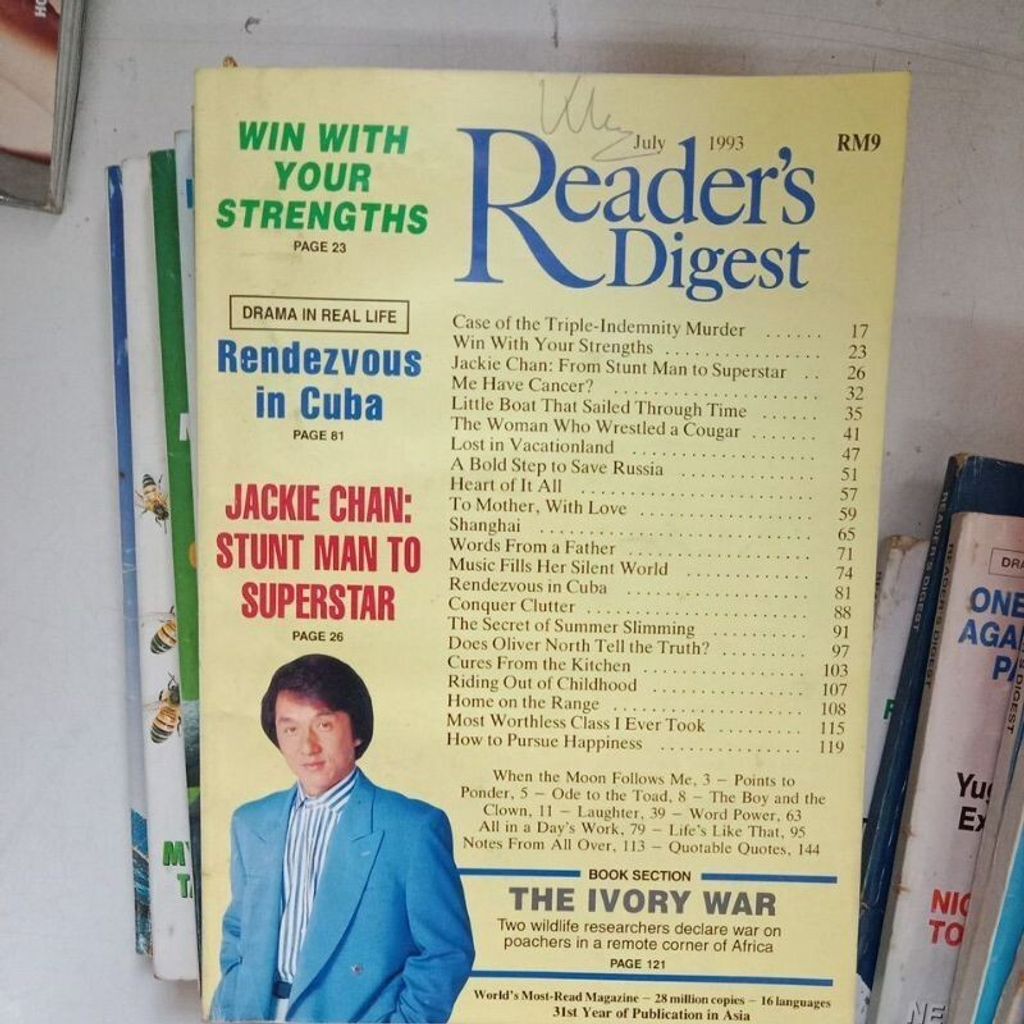 WIN WITH
YOUR
STRENGTHS
PAGE 23
DRAMA IN REAL LIFE
Rendezvous
in Cuba
PAGE 81
JACKIE CHAN:
STUNT MAN TO
SUPERSTAR
PAGE 26
July 1993 RM9
Reader's
Digest
Case of the Triple-Indemnity Murder ...... 17
Win With Your Strengths ................ 23
Jackie Chan: From Stunt Man to Superstar .. 26
Me Have Cancer? ...................... 32
Little Boat That Sailed Through Time ...... 35
The Woman Who Wrestled a Cougar ....... 41
Lost in Vacationland .................... 47
A Bold Step to Save Russia .............. 51
Heart of It All ......................... 57
To Mother, With Love .................. 59
Shanghai ............................. 65
Words From a Father ................... 71
Music Fills Her Silent World ............. 74
Rendezvous in Cuba .................... 81
Conquer Clutter ....................... 88
The Secret of Summer Slimming .......... 91
Does Oliver North Tell the Truth? ......... 97
Cures From the Kitchen ................. 103
Riding Out of Childhood ................ 107
Home on the Range .................... 108
Most Worthless Class I Ever Took ......... 115
How to Pursue Happiness ............... 119
When the Moon Follows Me, 3 – Points to
Ponder, 5 – Ode to the Toad, 8 – The Boy and the
Clown, 11 – Laughter, 39 – Word Power, 63
All in a Day's Work, 79 – Life's Like That, 95
Notes From All Over, 113 – Quotable Quotes, 144
BOOK SECTION
THE IVORY WAR
Two wildlife researchers declare war on
poachers in a remote corner of Africa
PAGE 121
World's Most-Read Magazine – 28 million copies – 16 languages
31st Year of Publication in Asia
READER'S DIGEST
READER'S DIGEST
DIGEST
ONE
AGA
TO